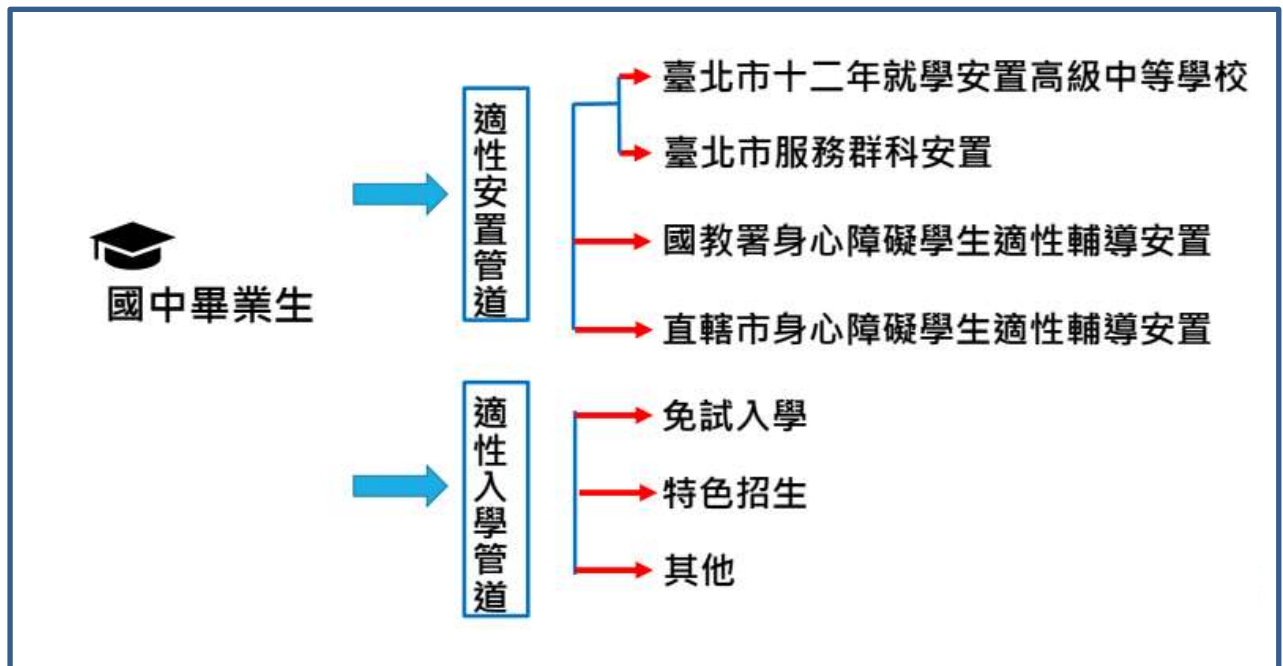 國中畢業生
適性安置管道
臺北市十二年就學安置高級中等學校
臺北市服務群科安置
國教署身心障礙學生適性輔導安置
直轄市身心障礙學生適性輔導安置
適性入學管道
免試入學
特色招生
其他